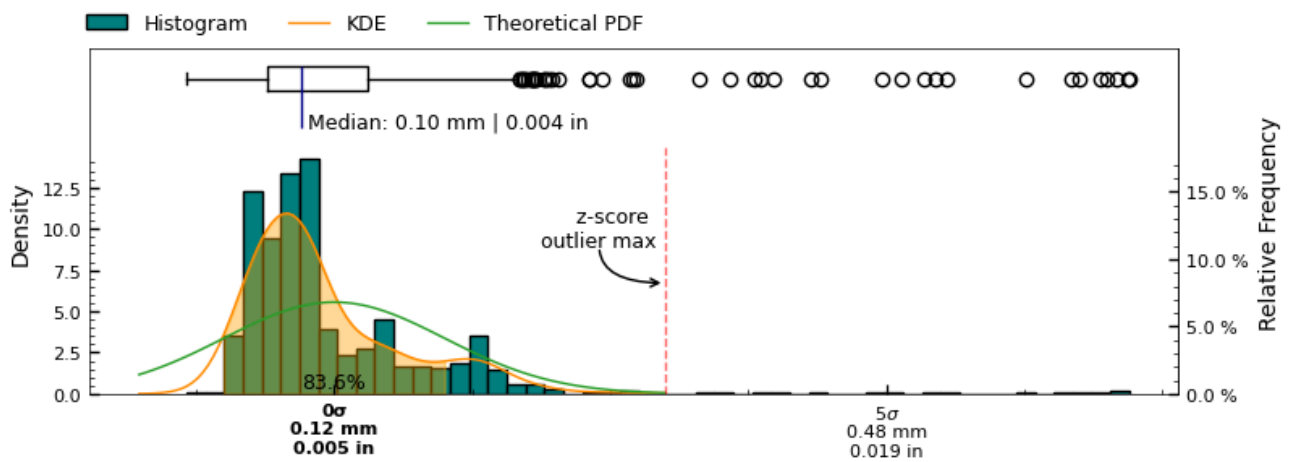 Histogram KDE Theoretical PDF
Median: 0.10 mm | 0.004 in
Density
12.5
10.0
7.5
5.0
2.5
0.0
z-score
outlier max
83.6%
15.0 %
10.0 %
5.0 %
0.0 %
Relative Frequency
0σ
0.12 mm
0.005 in
5σ
0.48 mm
0.019 in